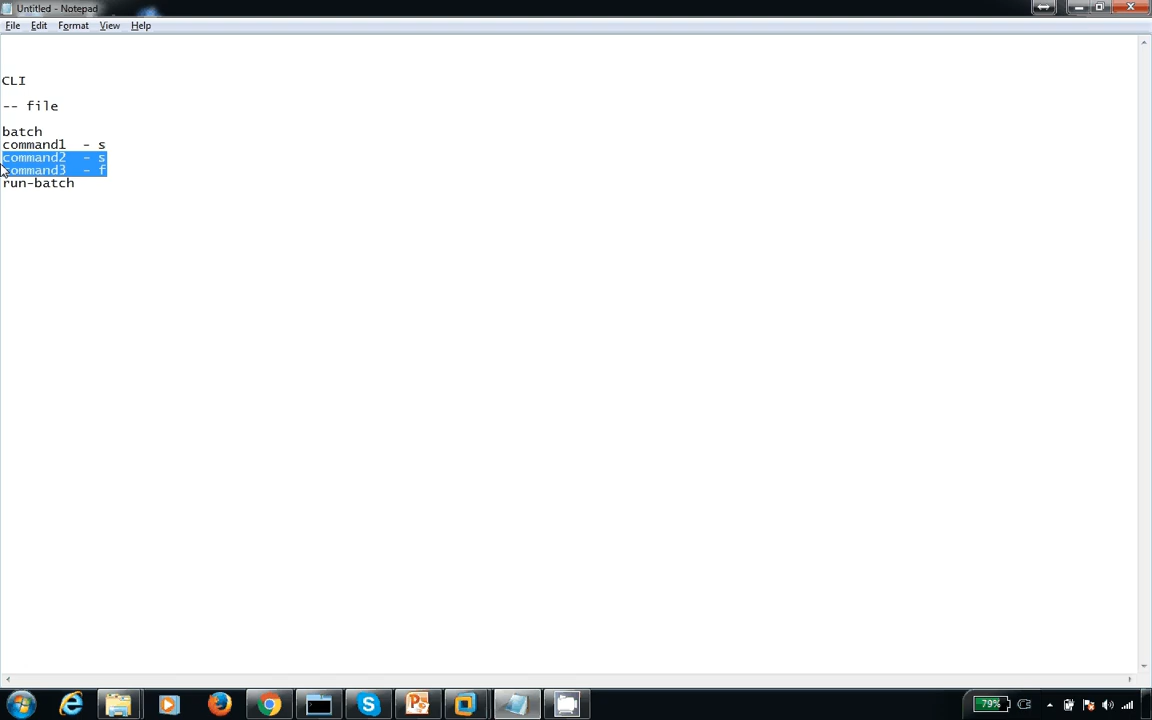 Untitled - Notepad
File Edit Format View Help
CLI
-- file
batch
command1 - s
command2 - s
command3 - f
run-batch
79%